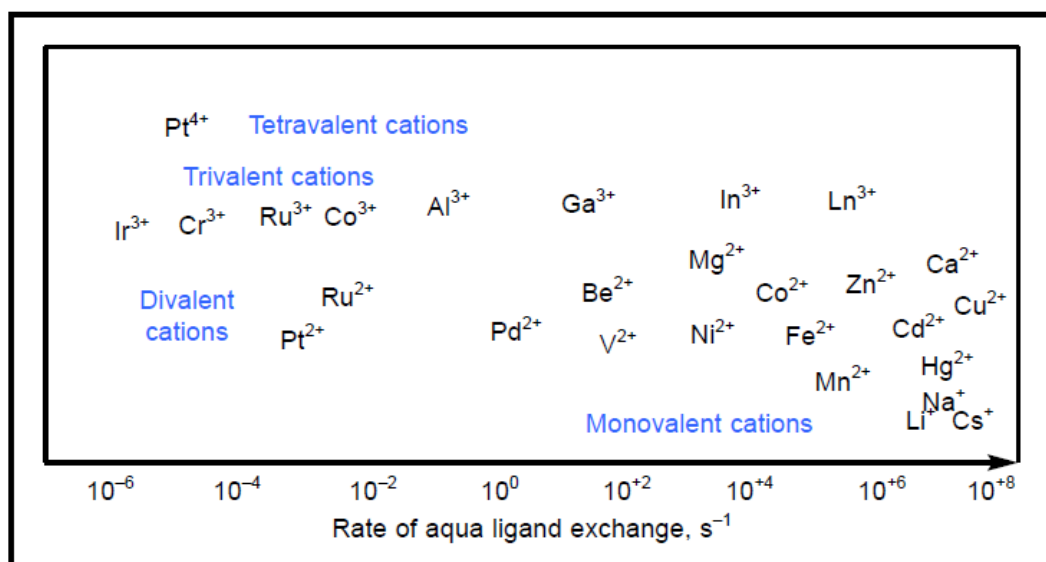 Pt⁴⁺ Tetravalent cations
Trivalent cations
Ir³⁺ Cr³⁺ Ru³⁺ Co³⁺ Al³⁺ Ga³⁺ In³⁺ Ln³⁺
Mg²⁺ Ca²⁺
Divalent
cations
Ru²⁺ Be²⁺ Co²⁺ Zn²⁺ Cu²⁺
Pt²⁺ Pd²⁺ V²⁺ Ni²⁺ Fe²⁺ Cd²⁺
Mn²⁺ Hg²⁺
Na⁺
Monovalent cations Li⁺ Cs⁺
10⁻⁶ 10⁻⁴ 10⁻² 10⁰ 10⁺² 10⁺⁴ 10⁺⁶ 10⁺⁸
Rate of aqua ligand exchange, s⁻¹